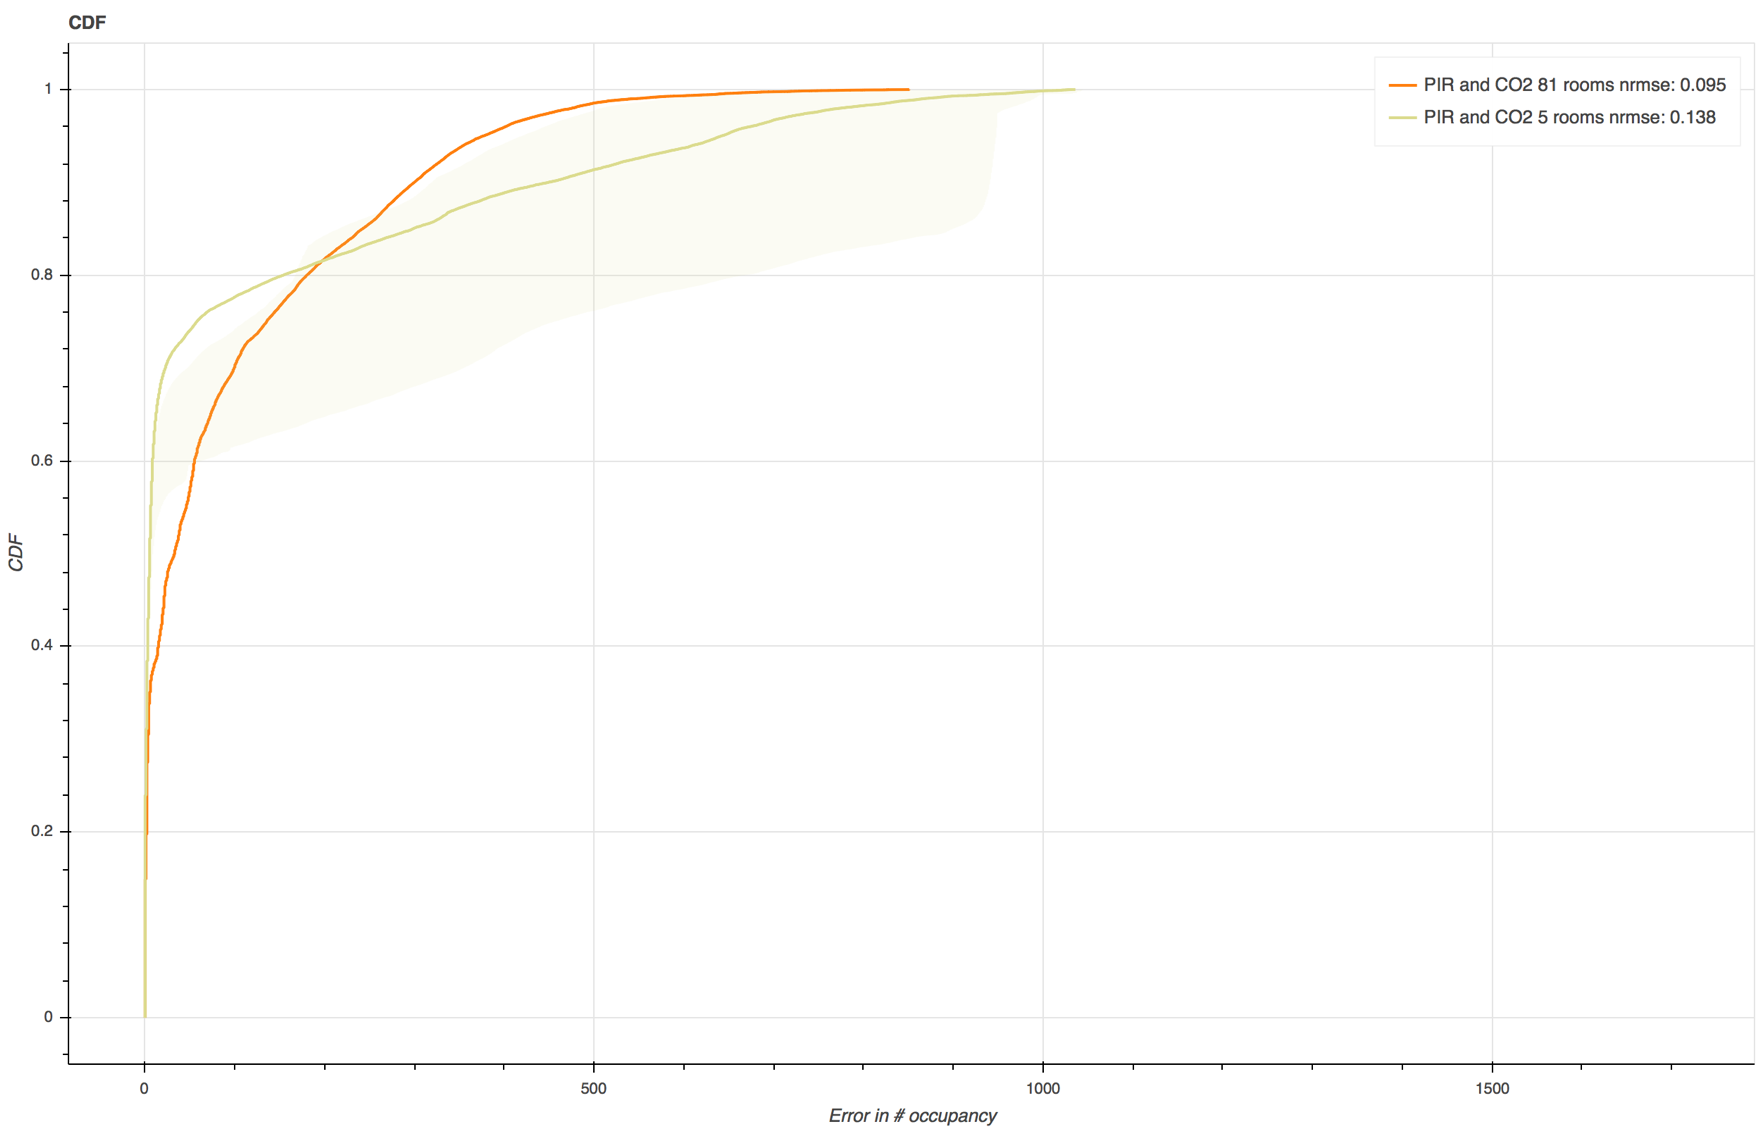 CDF
PIR and CO2 81 rooms nrmse: 0.095
PIR and CO2 5 rooms nrmse: 0.138
1
0.8
0.6
0.4
0.2
0
CDF
0
500
1000
1500
Error in # occupancy